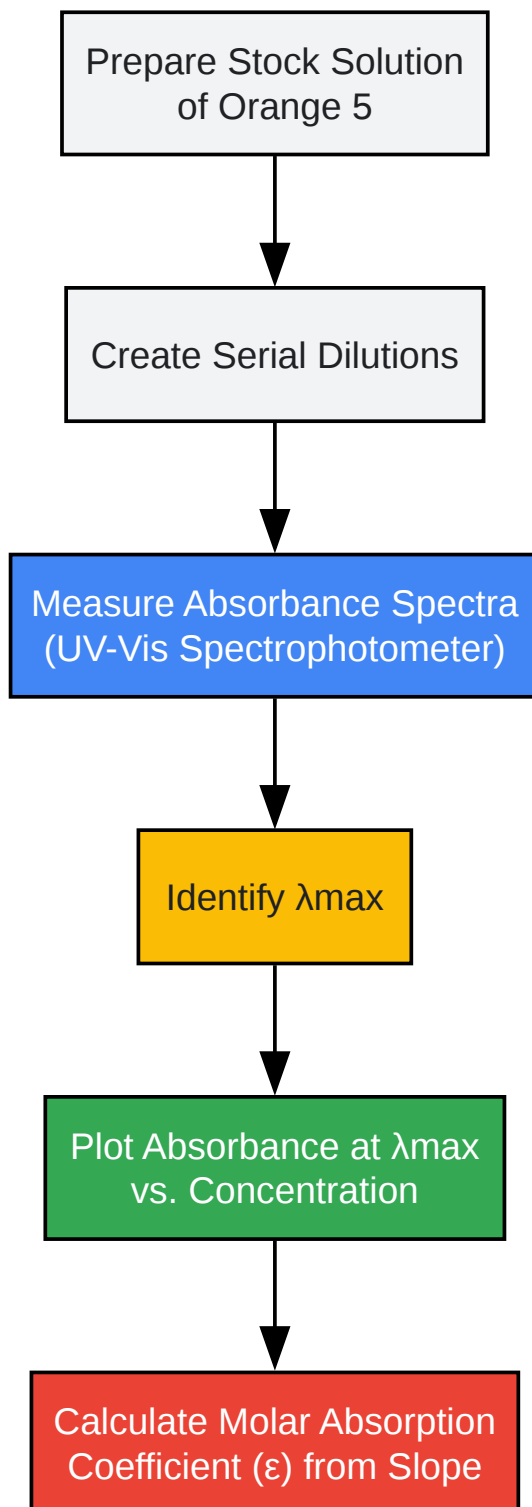 Prepare Stock Solution
of Orange 5
Create Serial Dilutions
Measure Absorbance Spectra
(UV-Vis Spectrophotometer)
Identify λmax
Plot Absorbance at λmax
vs. Concentration
Calculate Molar Absorption
Coefficient (ε) from Slope